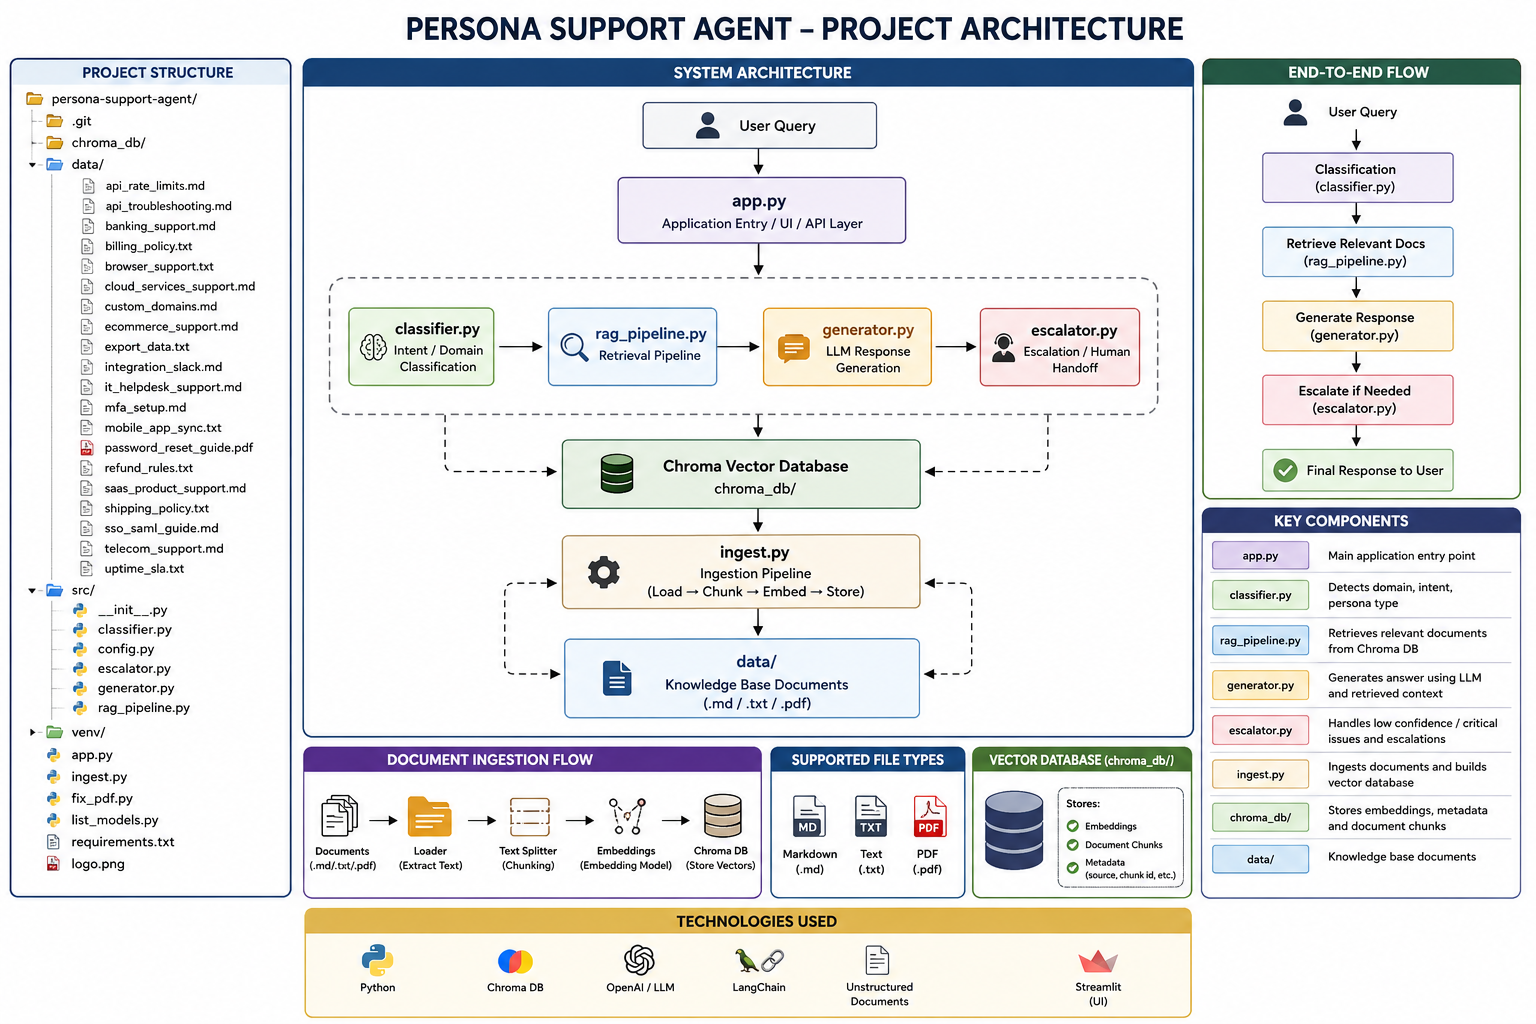 PERSONA SUPPORT AGENT – PROJECT ARCHITECTURE
PROJECT STRUCTURE
persona-support-agent/
.git
chroma_db/
data/
api_rate_limits.md
api_troubleshooting.md
banking_support.md
billing_policy.txt
browser_support.txt
cloud_services_support.md
custom_domains.md
ecommerce_support.md
export_data.txt
integration_slack.md
it_helpdesk_support.md
mfa_setup.md
mobile_app_sync.txt
password_reset_guide.pdf
refund_rules.txt
saas_product_support.md
shipping_policy.txt
sso_saml_guide.md
telecom_support.md
uptime_sla.txt
src/
__init__.py
classifier.py
config.py
escalator.py
generator.py
rag_pipeline.py
venv/
app.py
ingest.py
fix_pdf.py
list_models.py
requirements.txt
logo.png
SYSTEM ARCHITECTURE
User Query
app.py
Application Entry / UI / API Layer
classifier.py
Intent / Domain
Classification
rag_pipeline.py
Retrieval Pipeline
generator.py
LLM Response
Generation
escalator.py
Escalation / Human
Handoff
Chroma Vector Database
chroma_db/
ingest.py
Ingestion Pipeline
(Load → Chunk → Embed → Store)
data/
Knowledge Base Documents
(.md / .txt / .pdf)
END-TO-END FLOW
User Query
Classification
(classifier.py)
Retrieve Relevant Docs
(rag_pipeline.py)
Generate Response
(generator.py)
Escalate if Needed
(escalator.py)
Final Response to User
KEY COMPONENTS
app.py
Main application entry point
classifier.py
Detects domain, intent,
persona type
rag_pipeline.py
Retrieves relevant documents
from Chroma DB
generator.py
Generates answer using LLM
and retrieved context
escalator.py
Handles low confidence / critical
issues and escalations
ingest.py
Ingests documents and builds
vector database
chroma_db/
Stores embeddings, metadata
and document chunks
data/
Knowledge base documents
DOCUMENT INGESTION FLOW
Documents
(.md/.txt/.pdf)
Loader
(Extract Text)
Text Splitter
(Chunking)
Embeddings
(Embedding Model)
Chroma DB
(Store Vectors)
SUPPORTED FILE TYPES
MD
Markdown
(.md)
TXT
Text
(.txt)
PDF
PDF
(.pdf)
VECTOR DATABASE (chroma_db/)
Stores:
Embeddings
Document Chunks
Metadata
(source, chunk id, etc.)
TECHNOLOGIES USED
Python
Chroma DB
OpenAI / LLM
LangChain
Unstructured
Documents
Streamlit
(UI)